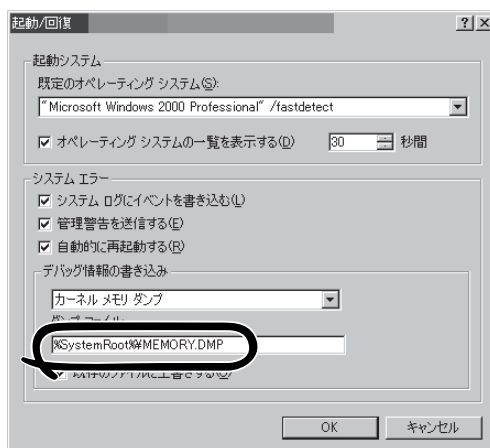 起動/回復
起動システム
既定のオペレーティング システム(S):
"Microsoft Windows 2000 Professional" /fastdetect
オペレーティング システムの一覧を表示する(D) 30 秒間
システム エラー
システム ログにイベントを書き込む(L)
管理警告を送信する(E)
自動的に再起動する(R)
デバッグ情報の書き込み
カーネル メモリ ダンプ
%SystemRoot%¥MEMORY.DMP
OK キャンセル